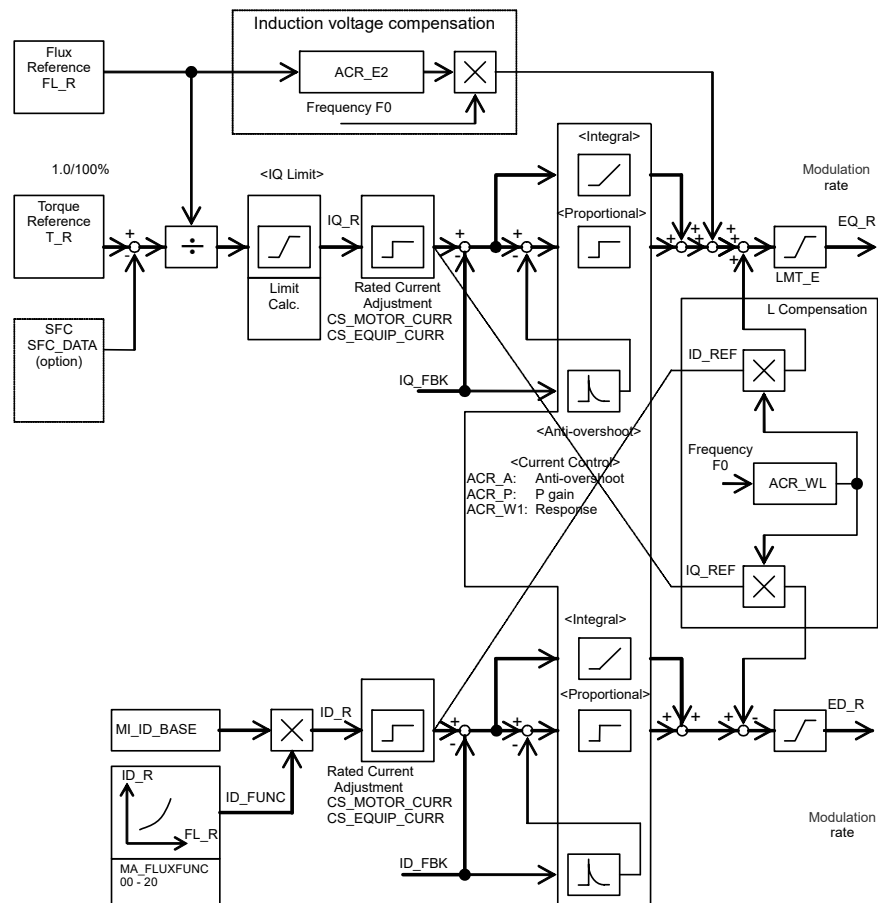 Induction voltage compensation
Flux
Reference
FL_R
ACR_E2
Frequency F0
<Integral>
1.0/100%
<IQ Limit>
Modulation
rate
Torque
Reference
T_R
+
-
÷
IQ_R
+
-
+
-
<Proportional>
+
+
+
+
+
+
+
EQ_R
LMT_E
Limit
Calc.
Rated Current
Adjustment
CS_MOTOR_CURR
CS_EQUIP_CURR
L Compensation
SFC
SFC_DATA
(option)
ID_REF
IQ_FBK
<Anti-overshoot>
<Current Control>
ACR_A: Anti-overshoot
ACR_P: P gain
ACR_W1: Response
Frequency
F0
ACR_WL
IQ_REF
<Integral>
<Proportional>
MI_ID_BASE
ID_R
+
-
+
-
+
+
+
-
ED_R
Rated Current
Adjustment
CS_MOTOR_CURR
CS_EQUIP_CURR
ID_R
FL_R
ID_FUNC
MA_FLUXFUNC
00 - 20
ID_FBK
Modulation
rate